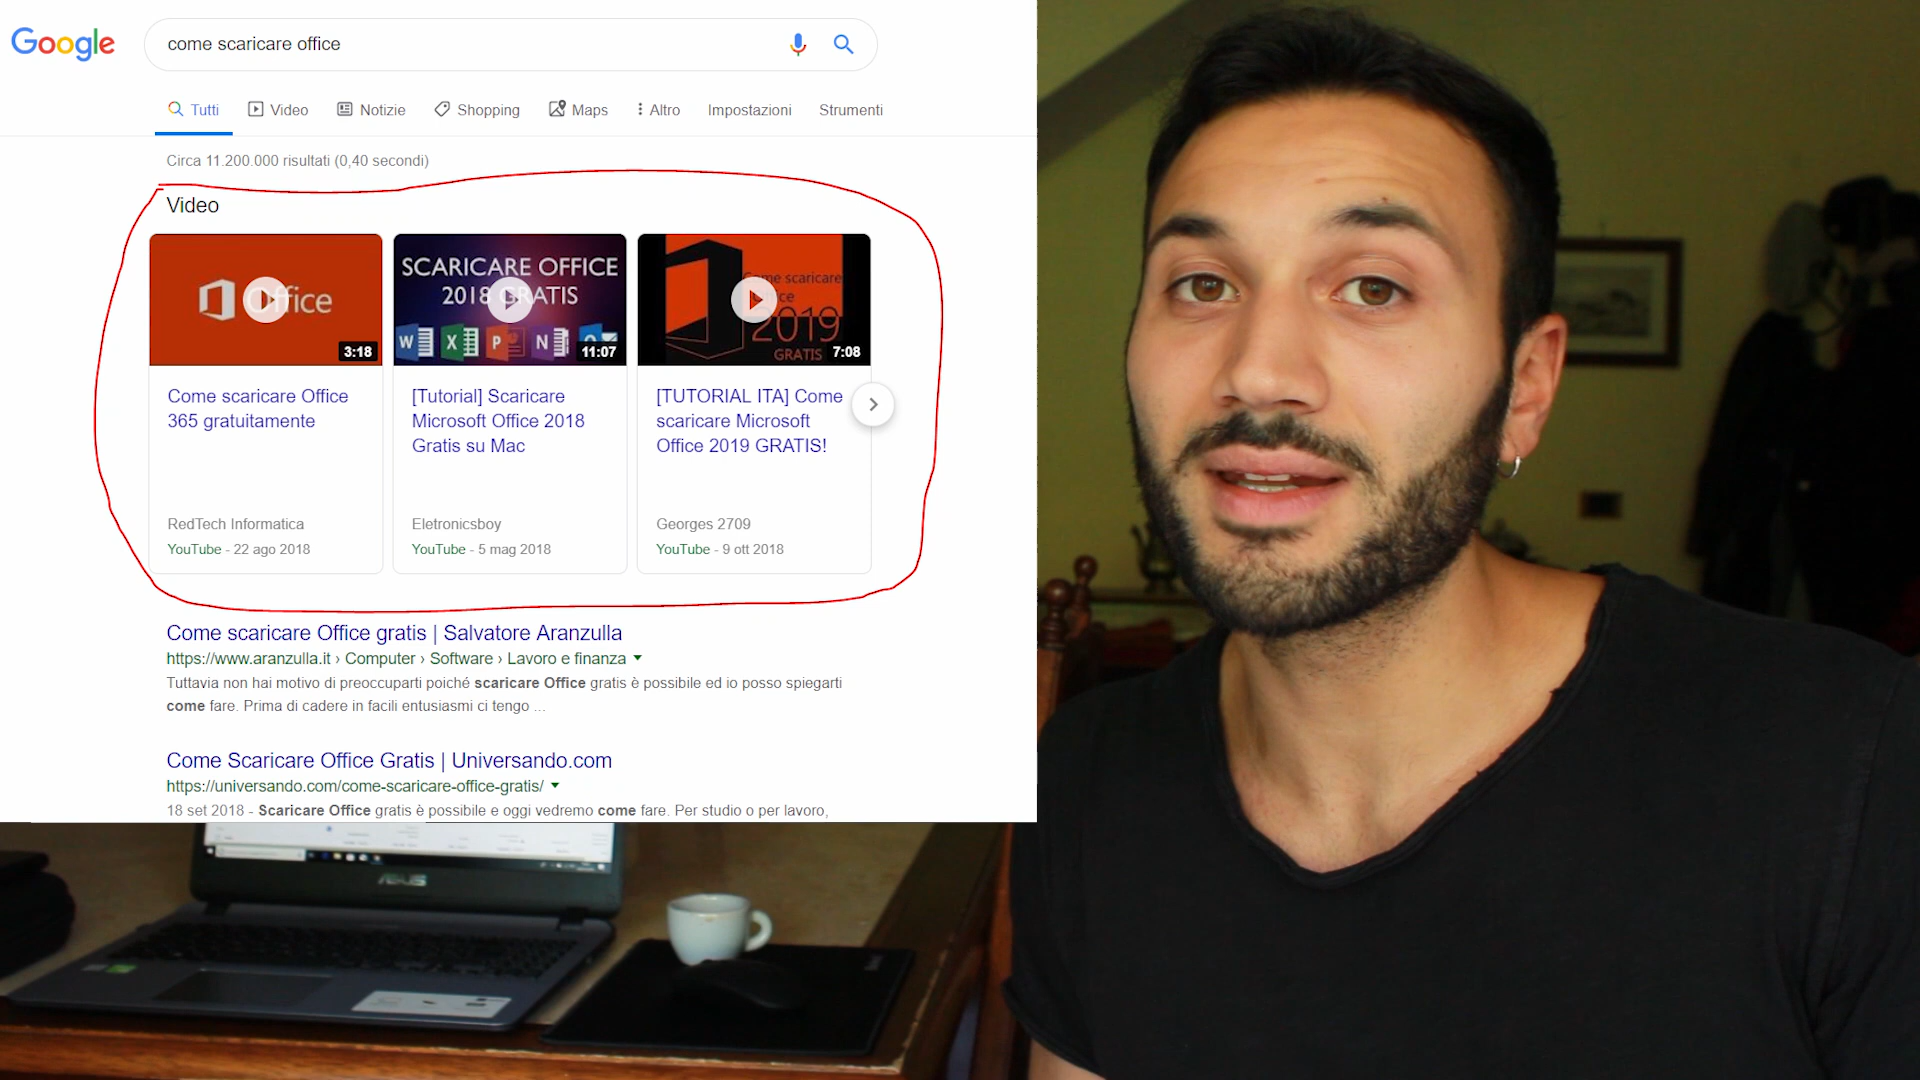 Google
come scaricare office
Tutti Video Notizie Shopping Maps Altro Impostazioni Strumenti
Circa 11.200.000 risultati (0,40 secondi)
Video
Office
3:18
SCARICARE OFFICE
2018 GRATIS
11:07
Come scaricare
2019
GRATIS
7:08
Come scaricare Office
365 gratuitamente
[Tutorial] Scaricare
Microsoft Office 2018
Gratis su Mac
[TUTORIAL ITA] Come
scaricare Microsoft
Office 2019 GRATIS!
RedTech Informatica
YouTube - 22 ago 2018
Eletronicsboy
YouTube - 5 mag 2018
Georges 2709
YouTube - 9 ott 2018
Come scaricare Office gratis | Salvatore Aranzulla
https://www.aranzulla.it › Computer › Software › Lavoro e finanza
Tuttavia non hai motivo di preoccuparti poiché scaricare Office gratis è possibile ed io posso spiegarti
come fare. Prima di cadere in facili entusiasmi ci tengo ...
Come Scaricare Office Gratis | Universando.com
https://universando.com/come-scaricare-office-gratis/
18 set 2018 - Scaricare Office gratis è possibile e oggi vedremo come fare. Per studio o per lavoro,
ASUS